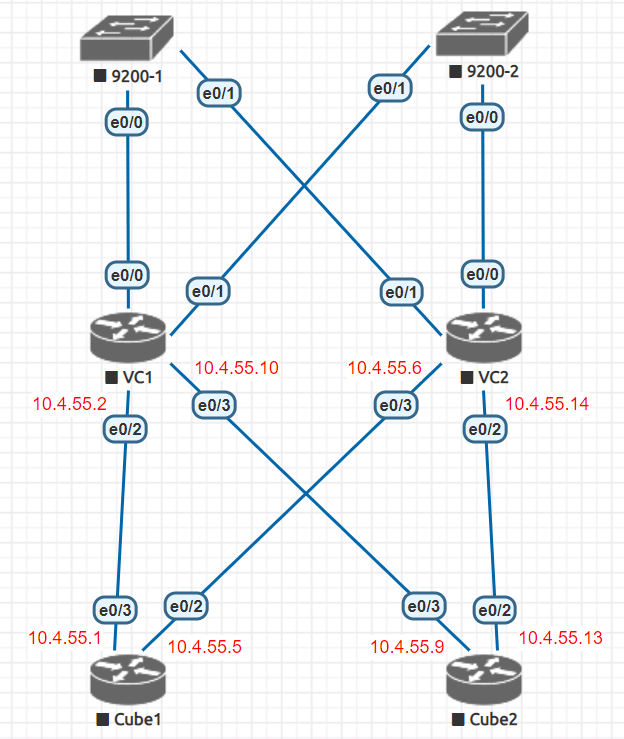 9200-1
9200-2
e0/1
e0/1
e0/0
e0/0
e0/0
e0/1
e0/1
e0/0
10.4.55.10
10.4.55.6
VC1
VC2
10.4.55.2
e0/3
e0/3
10.4.55.14
e0/2
e0/2
e0/3
e0/2
e0/3
e0/2
10.4.55.1
10.4.55.5
10.4.55.9
10.4.55.13
Cube1
Cube2